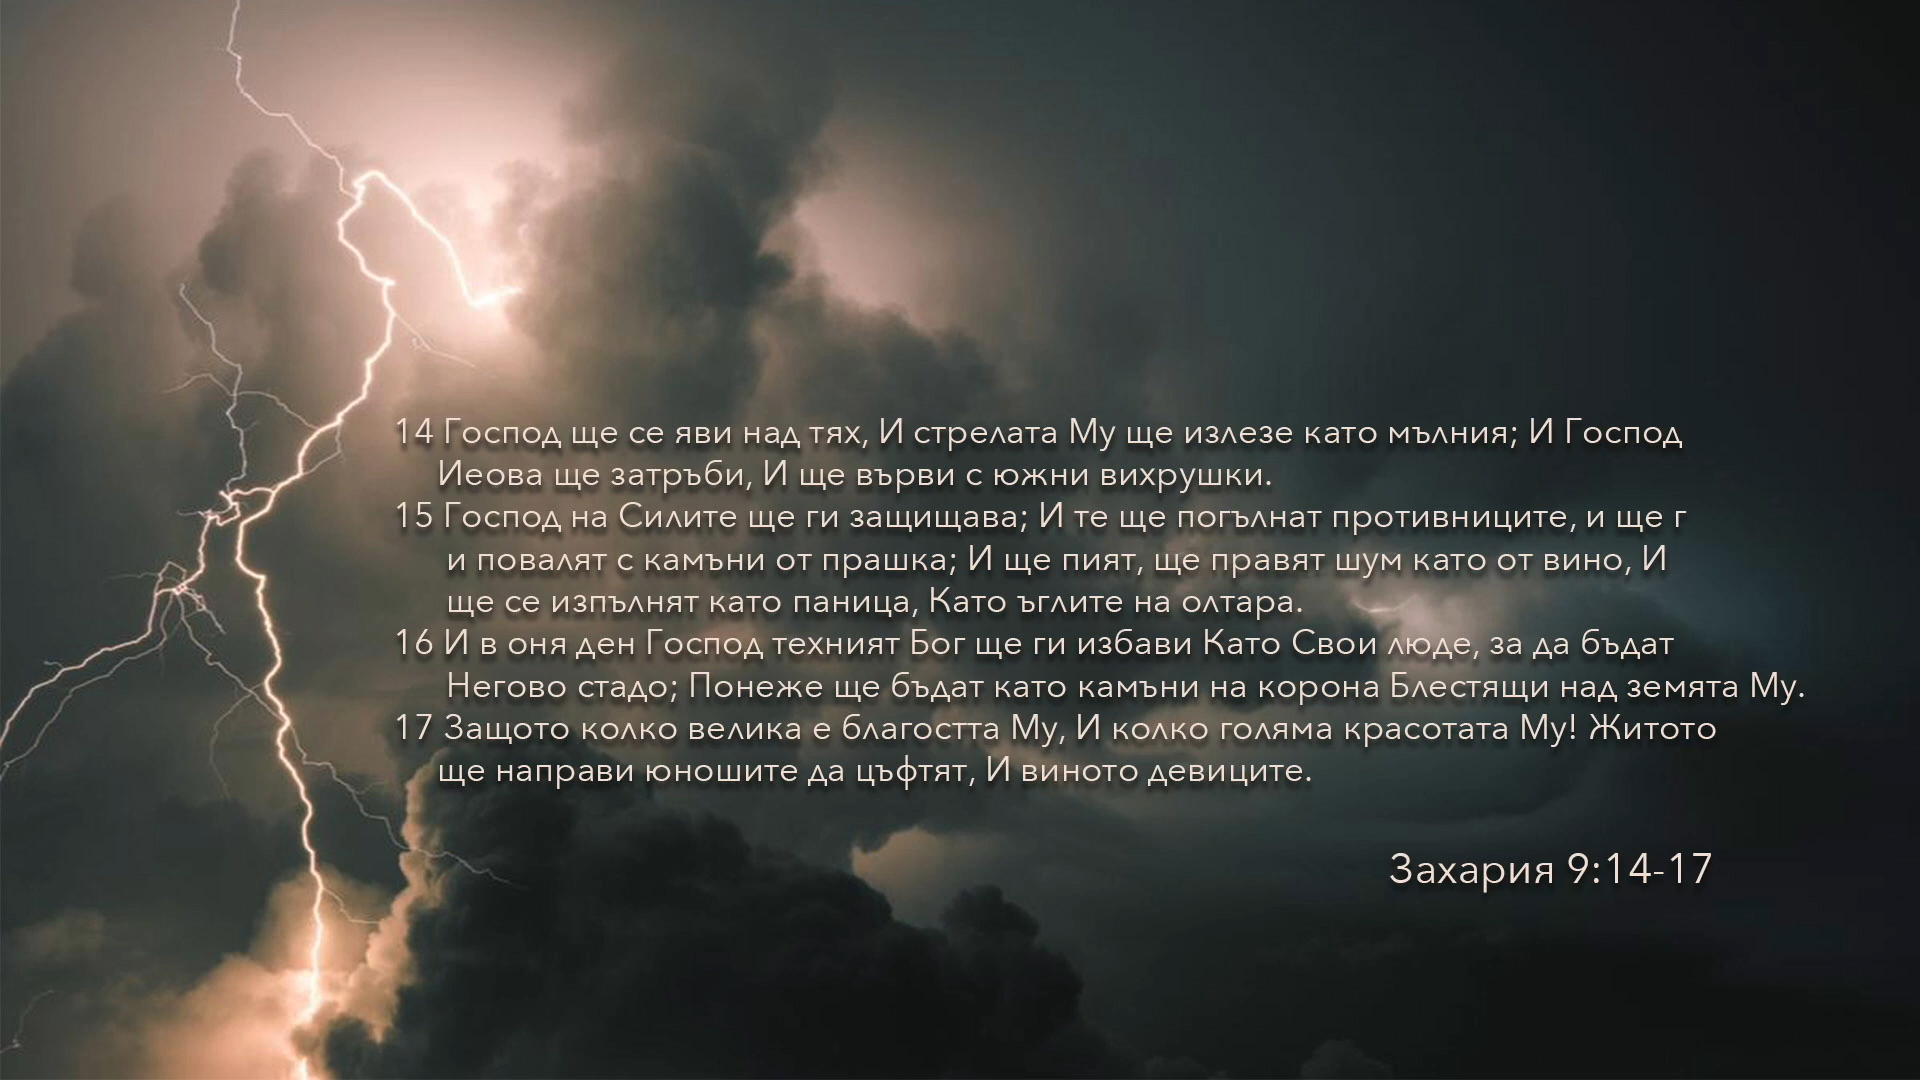 14 Господ ще се яви над тях, И стрелата Му ще излезе като мълния; И Господ
Иеова ще затръби, И ще върви с южни вихрушки.
15 Господ на Силите ще ги защищава; И те ще погълнат противниците, и ще г
и повалят с камъни от прашка; И ще пият, ще правят шум като от вино, И
ще се изпълнят като паница, Като ъглите на олтара.
16 И в оня ден Господ техният Бог ще ги избави Като Свои люде, за да бъдат
Негово стадо; Понеже ще бъдат като камъни на корона Блестящи над земята Му.
17 Защото колко велика е благостта Му, И колко голяма красотата Му! Житото
ще направи юношите да цъфтят, И виното девиците.
Захария 9:14-17